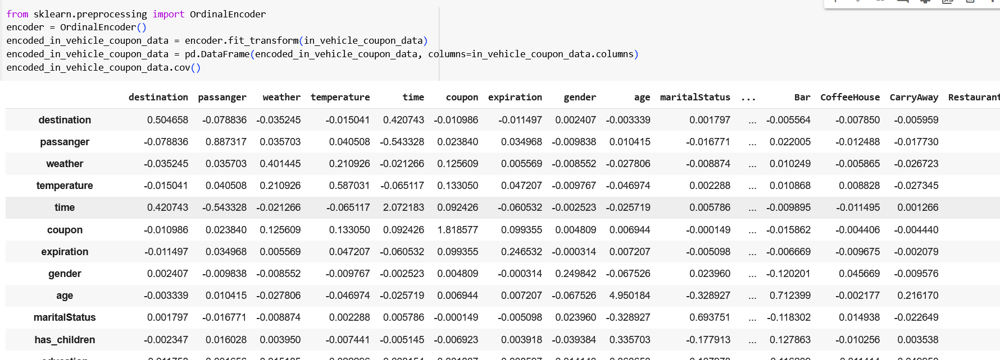 from sklearn.preprocessing import OrdinalEncoder
encoder = OrdinalEncoder()
encoded_in_vehicle_coupon_data = encoder.fit_transform(in_vehicle_coupon_data)
encoded_in_vehicle_coupon_data = pd.DataFrame(encoded_in_vehicle_coupon_data, columns=in_vehicle_coupon_data.columns)
encoded_in_vehicle_coupon_data.cov()
destination passanger weather temperature time coupon expiration gender age maritalStatus ... Bar CoffeeHouse CarryAway Restaurant
destination 0.504658 -0.078836 -0.035245 -0.015041 0.420743 -0.010986 -0.011497 0.002407 -0.003339 0.001797 ... -0.005564 -0.007850 -0.005959
passanger -0.078836 0.887317 0.035703 0.040508 -0.543328 0.023840 0.034968 -0.009838 0.010415 -0.016771 ... 0.022005 -0.012488 -0.017730
weather -0.035245 0.035703 0.401445 0.210926 -0.021266 0.125609 0.005569 -0.008552 -0.027806 -0.008874 ... 0.010249 -0.005865 -0.026723
temperature -0.015041 0.040508 0.210926 0.587031 -0.065117 0.133050 0.047207 -0.009767 -0.046974 0.002288 ... 0.010868 0.008828 -0.027345
time 0.420743 -0.543328 -0.021266 -0.065117 2.072183 0.092426 -0.060532 -0.002523 -0.025719 0.005786 ... -0.009895 -0.011495 0.001266
coupon -0.010986 0.023840 0.125609 0.133050 0.092426 1.818577 0.099355 0.004809 0.006944 -0.000149 ... -0.015862 -0.004406 -0.004440
expiration -0.011497 0.034968 0.005569 0.047207 -0.060532 0.099355 0.246532 -0.000314 0.007207 -0.005098 ... -0.006669 -0.009675 -0.002079
gender 0.002407 -0.009838 -0.008552 -0.009767 -0.002523 0.004809 -0.000314 0.249842 -0.067526 0.023960 ... -0.120201 0.045669 -0.009576
age -0.003339 0.010415 -0.027806 -0.046974 -0.025719 0.006944 0.007207 -0.067526 4.950184 -0.328927 ... 0.712399 -0.002177 0.216170
maritalStatus 0.001797 -0.016771 -0.008874 0.002288 0.005786 -0.000149 -0.005098 0.023960 -0.328927 0.693751 ... -0.118302 0.014938 -0.022649
has_children -0.002347 0.016028 0.003950 -0.007441 -0.005145 -0.006923 0.003918 -0.039384 0.335703 -0.177913 ... 0.127863 -0.010256 0.003538